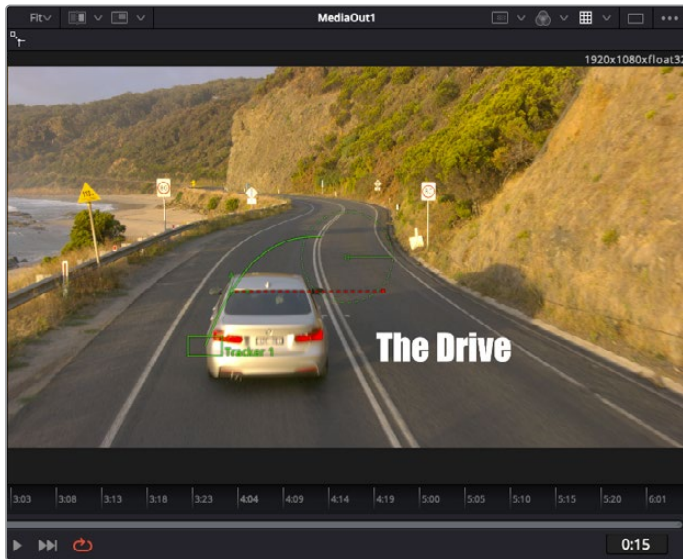 Fit MediaOut1
1920x1080xfloat32
Tracker 1
The Drive
3:03 3:08 3:13 3:18 3:23 4:04 4:09 4:14 4:19 5:00 5:05 5:10 5:15 5:20 6:01
0:15